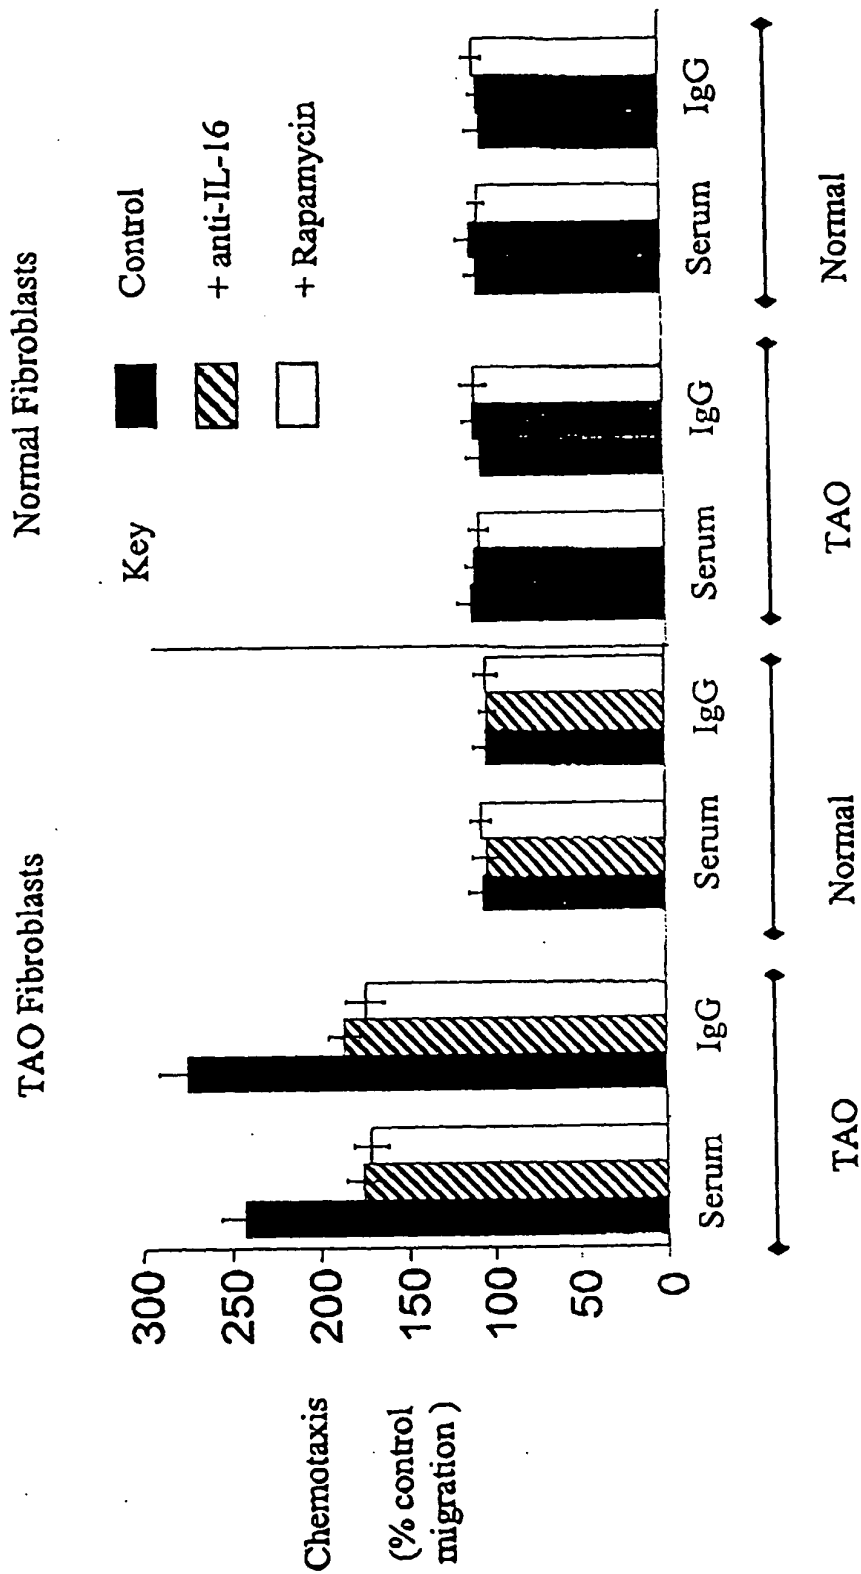 TAO Fibroblasts
Normal Fibroblasts
Key
Control
+ anti-IL-16
+ Rapamycin
Chemotaxis
(% control
migration )
300
250
200
150
100
50
0
Serum
IgG
Serum
IgG
Serum
IgG
Serum
IgG
TAO
Normal
TAO
Normal